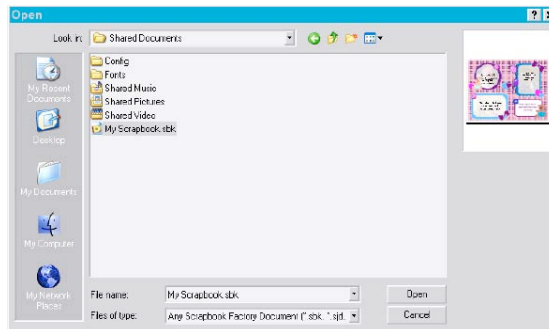 Open
Look in: Shared Documents
Config
Fonts
Shared Music
Shared Pictures
Shared Video
My Scrapbook.sbk
My Recent
Documents
Desktop
My Documents
My Computer
My Network
Places
File name: My Scrapbook.sbk Open
Files of type: Any Scrapbook Factory Document (*.sbk, *.sjd, Cancel